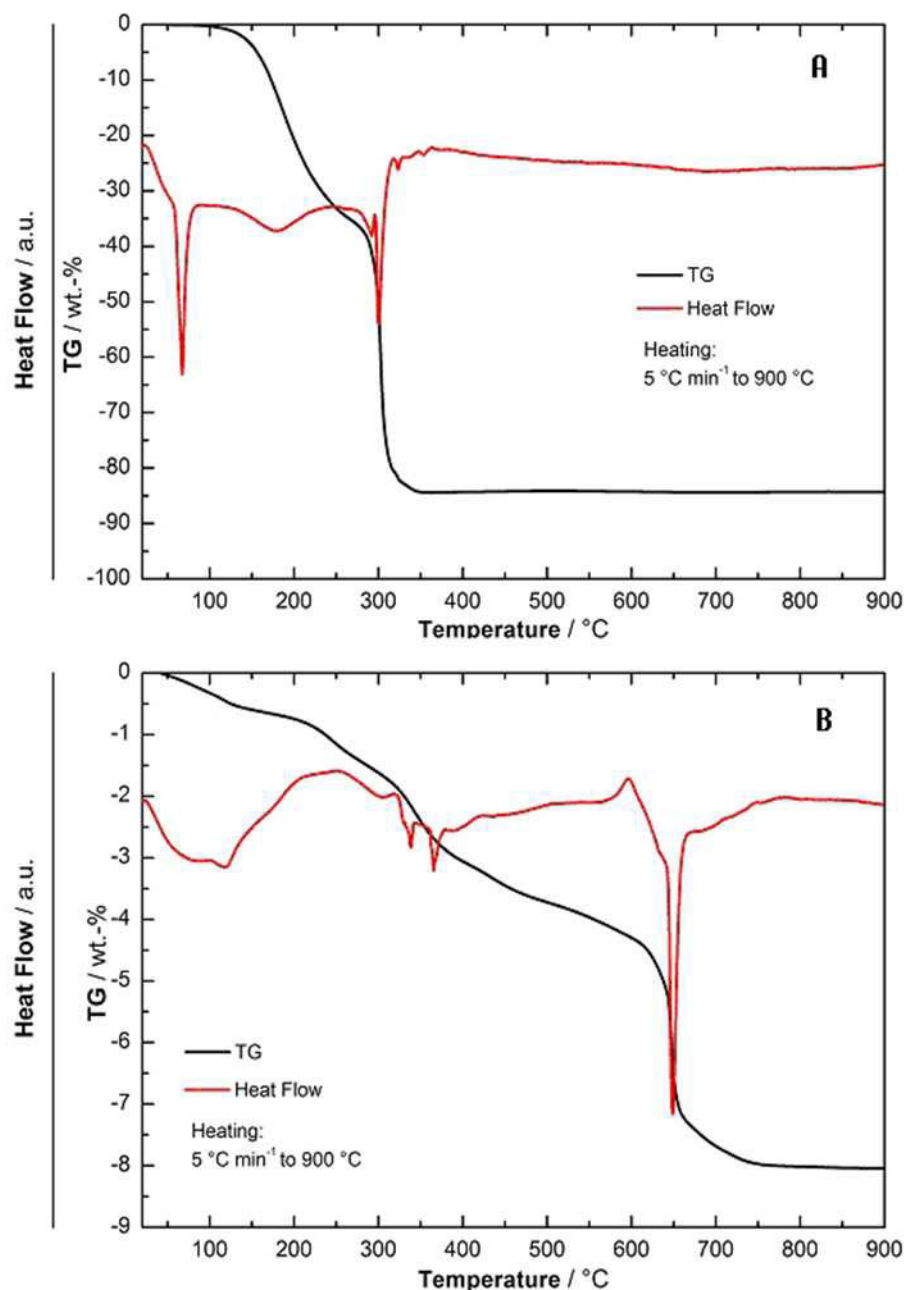 A
0
-10
-20
-30
-40
-50
-60
-70
-80
-90
-100
Heat Flow / a.u.
TG / wt.-%
TG
Heat Flow
Heating:
5 °C min⁻¹ to 900 °C
100 200 300 400 500 600 700 800 900
Temperature / °C
B
0
-1
-2
-3
-4
-5
-6
-7
-8
-9
Heat Flow / a.u.
TG / wt.-%
TG
Heat Flow
Heating:
5 °C min⁻¹ to 900 °C
100 200 300 400 500 600 700 800 900
Temperature / °C